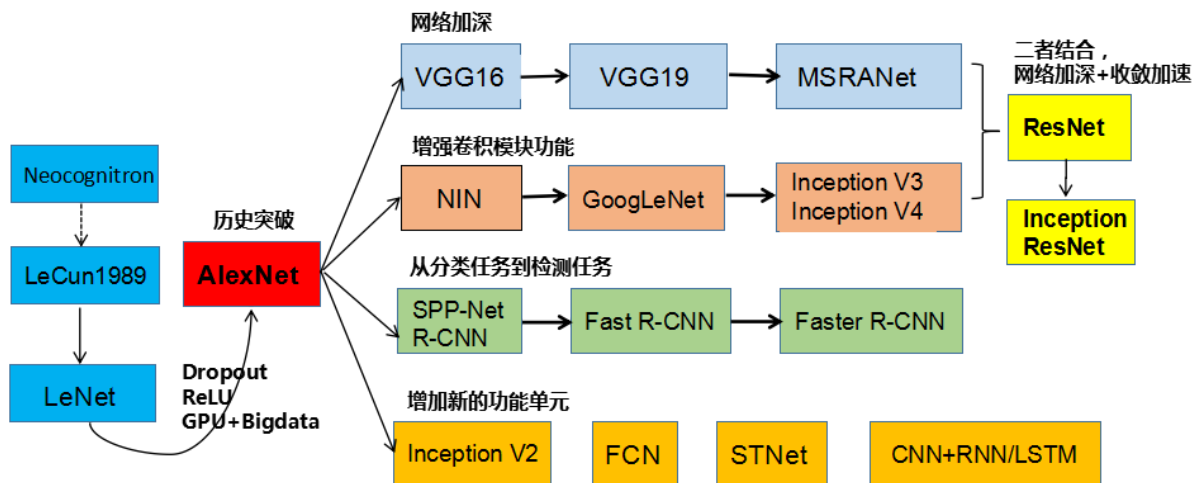 网络加深
VGG16
VGG19
MSRANet
二者结合，
网络加深+收敛加速
ResNet
Inception
ResNet
增强卷积模块功能
NIN
GoogLeNet
Inception V3
Inception V4
Neocognitron
LeCun1989
LeNet
历史突破
AlexNet
Dropout
ReLU
GPU+Bigdata
从分类任务到检测任务
SPP-Net
R-CNN
Fast R-CNN
Faster R-CNN
增加新的功能单元
Inception V2
FCN
STNet
CNN+RNN/LSTM